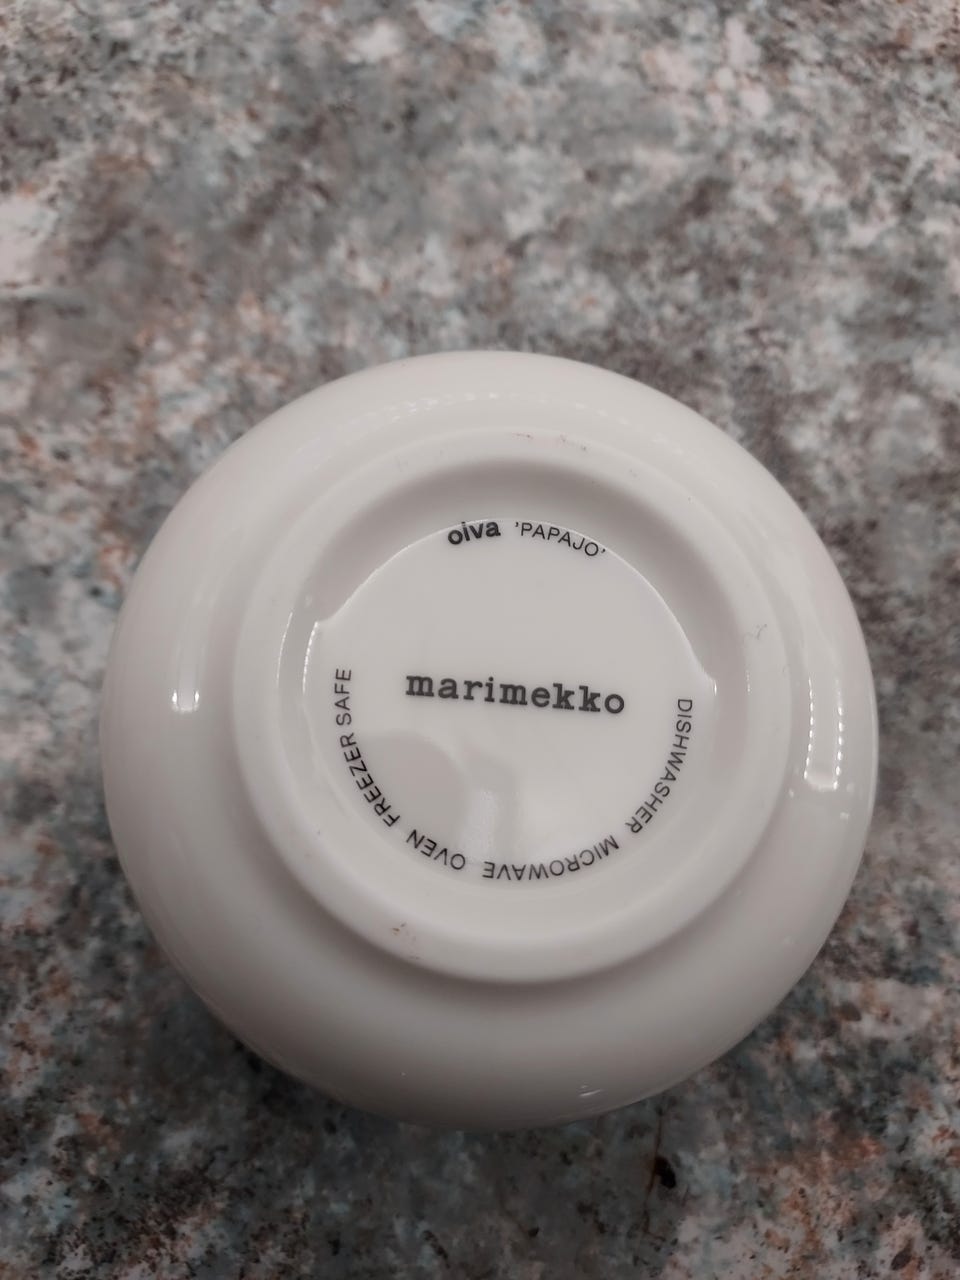 oiva 'PAPAJO'
marimekko
DISHWASHER MICROWAVE OVEN FREEZER SAFE